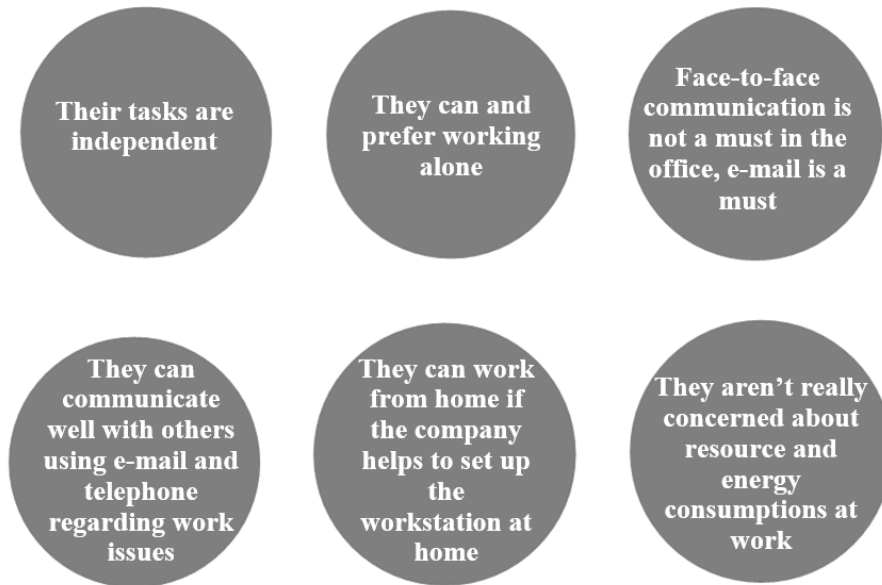 Their tasks are
independent
They can and
prefer working
alone
Face-to-face
communication is
not a must in the
office, e-mail is a
must
They can
communicate
well with others
using e-mail and
telephone
regarding work
issues
They can work
from home if
the company
helps to set up
the
workstation at
home
They aren’t really
concerned about
resource and
energy
consumptions at
work